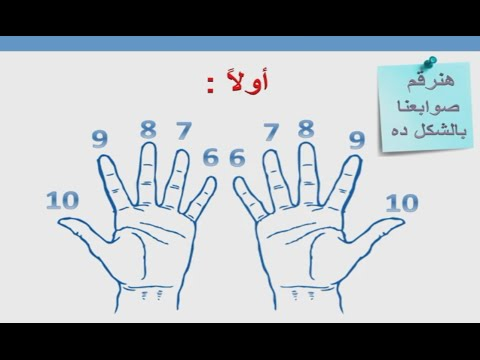 أولاً :
هنرقم
صوابعنا
بالشكل ده
9 8 7 6 6 7 8 9
10 10